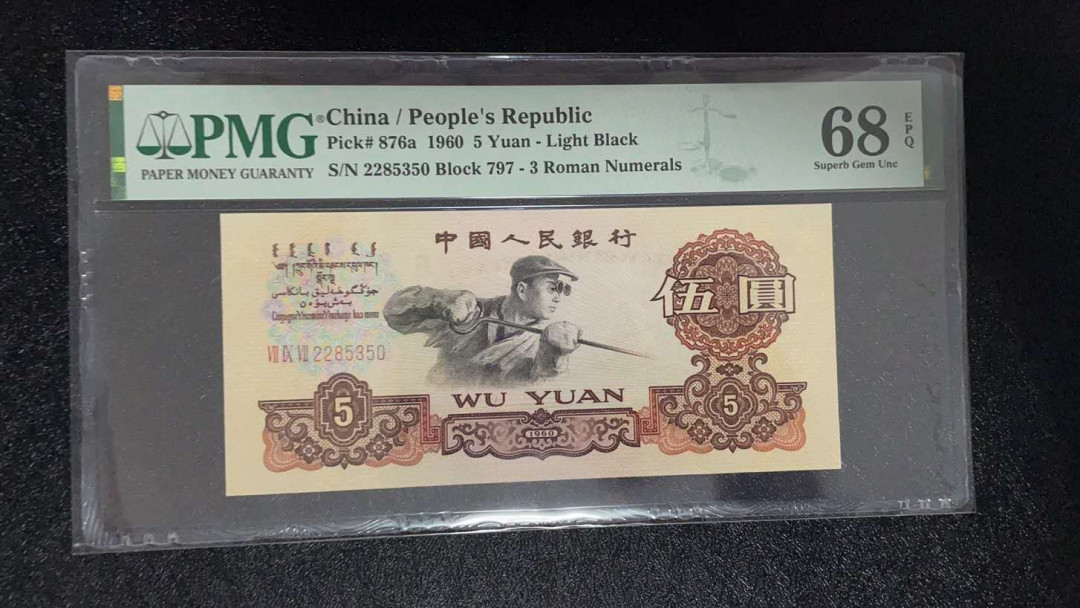 PMG®
PAPER MONEY GUARANTY
China / People's Republic
Pick# 876a 1960 5 Yuan - Light Black
S/N 2285350 Block 797 - 3 Roman Numerals
68
EPQ
Superb Gem Unc
中國人民銀行
伍圓
VII IX VII 2285350
5
WU YUAN
1960
5